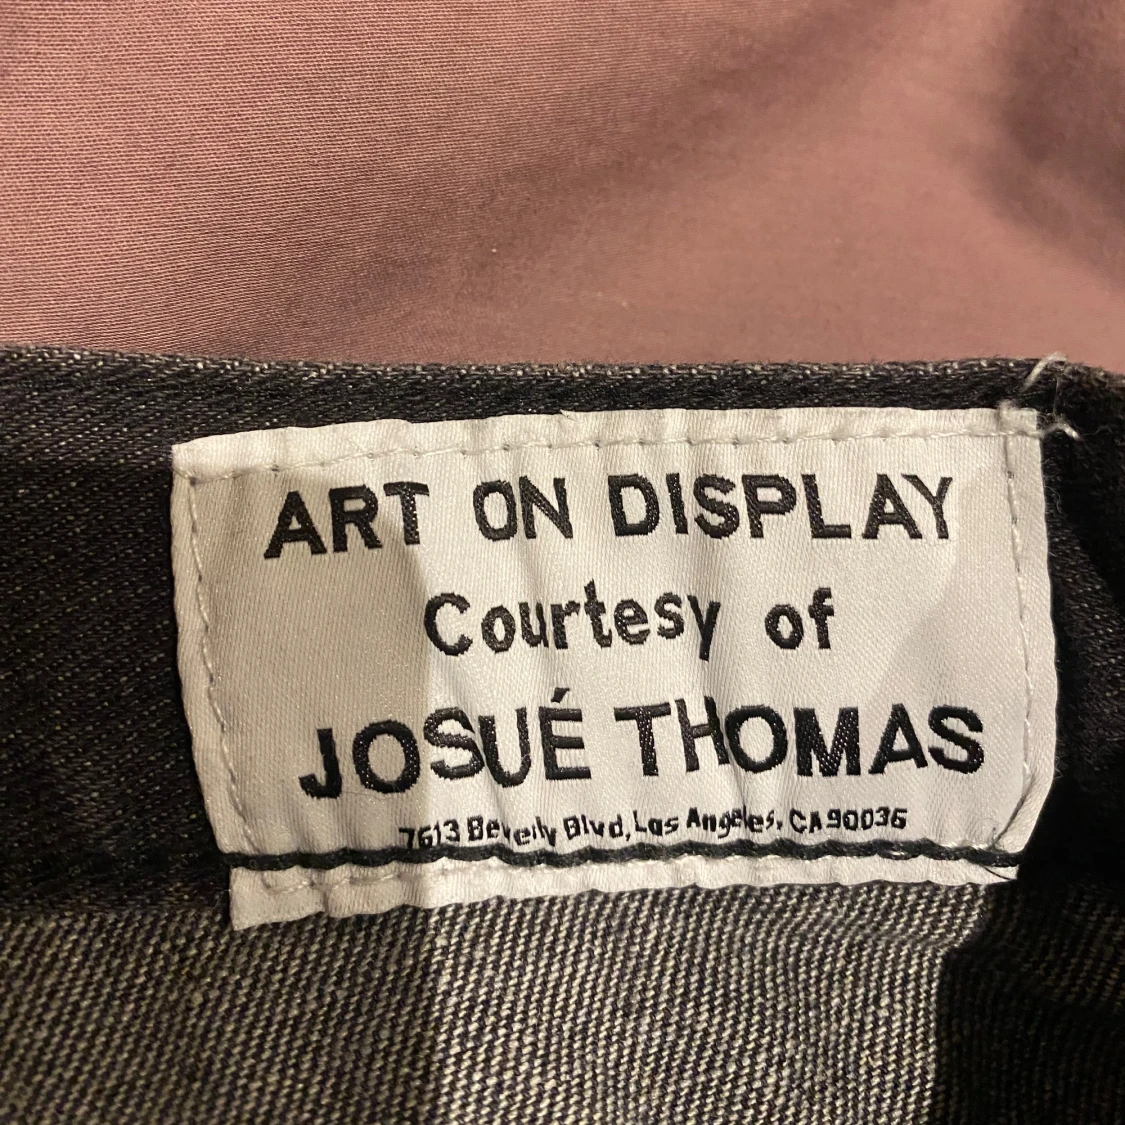 ART ON DISPLAY
Courtesy of
JOSUÉ THOMAS
7613 Beverly Blvd, Los Angeles, CA 90036